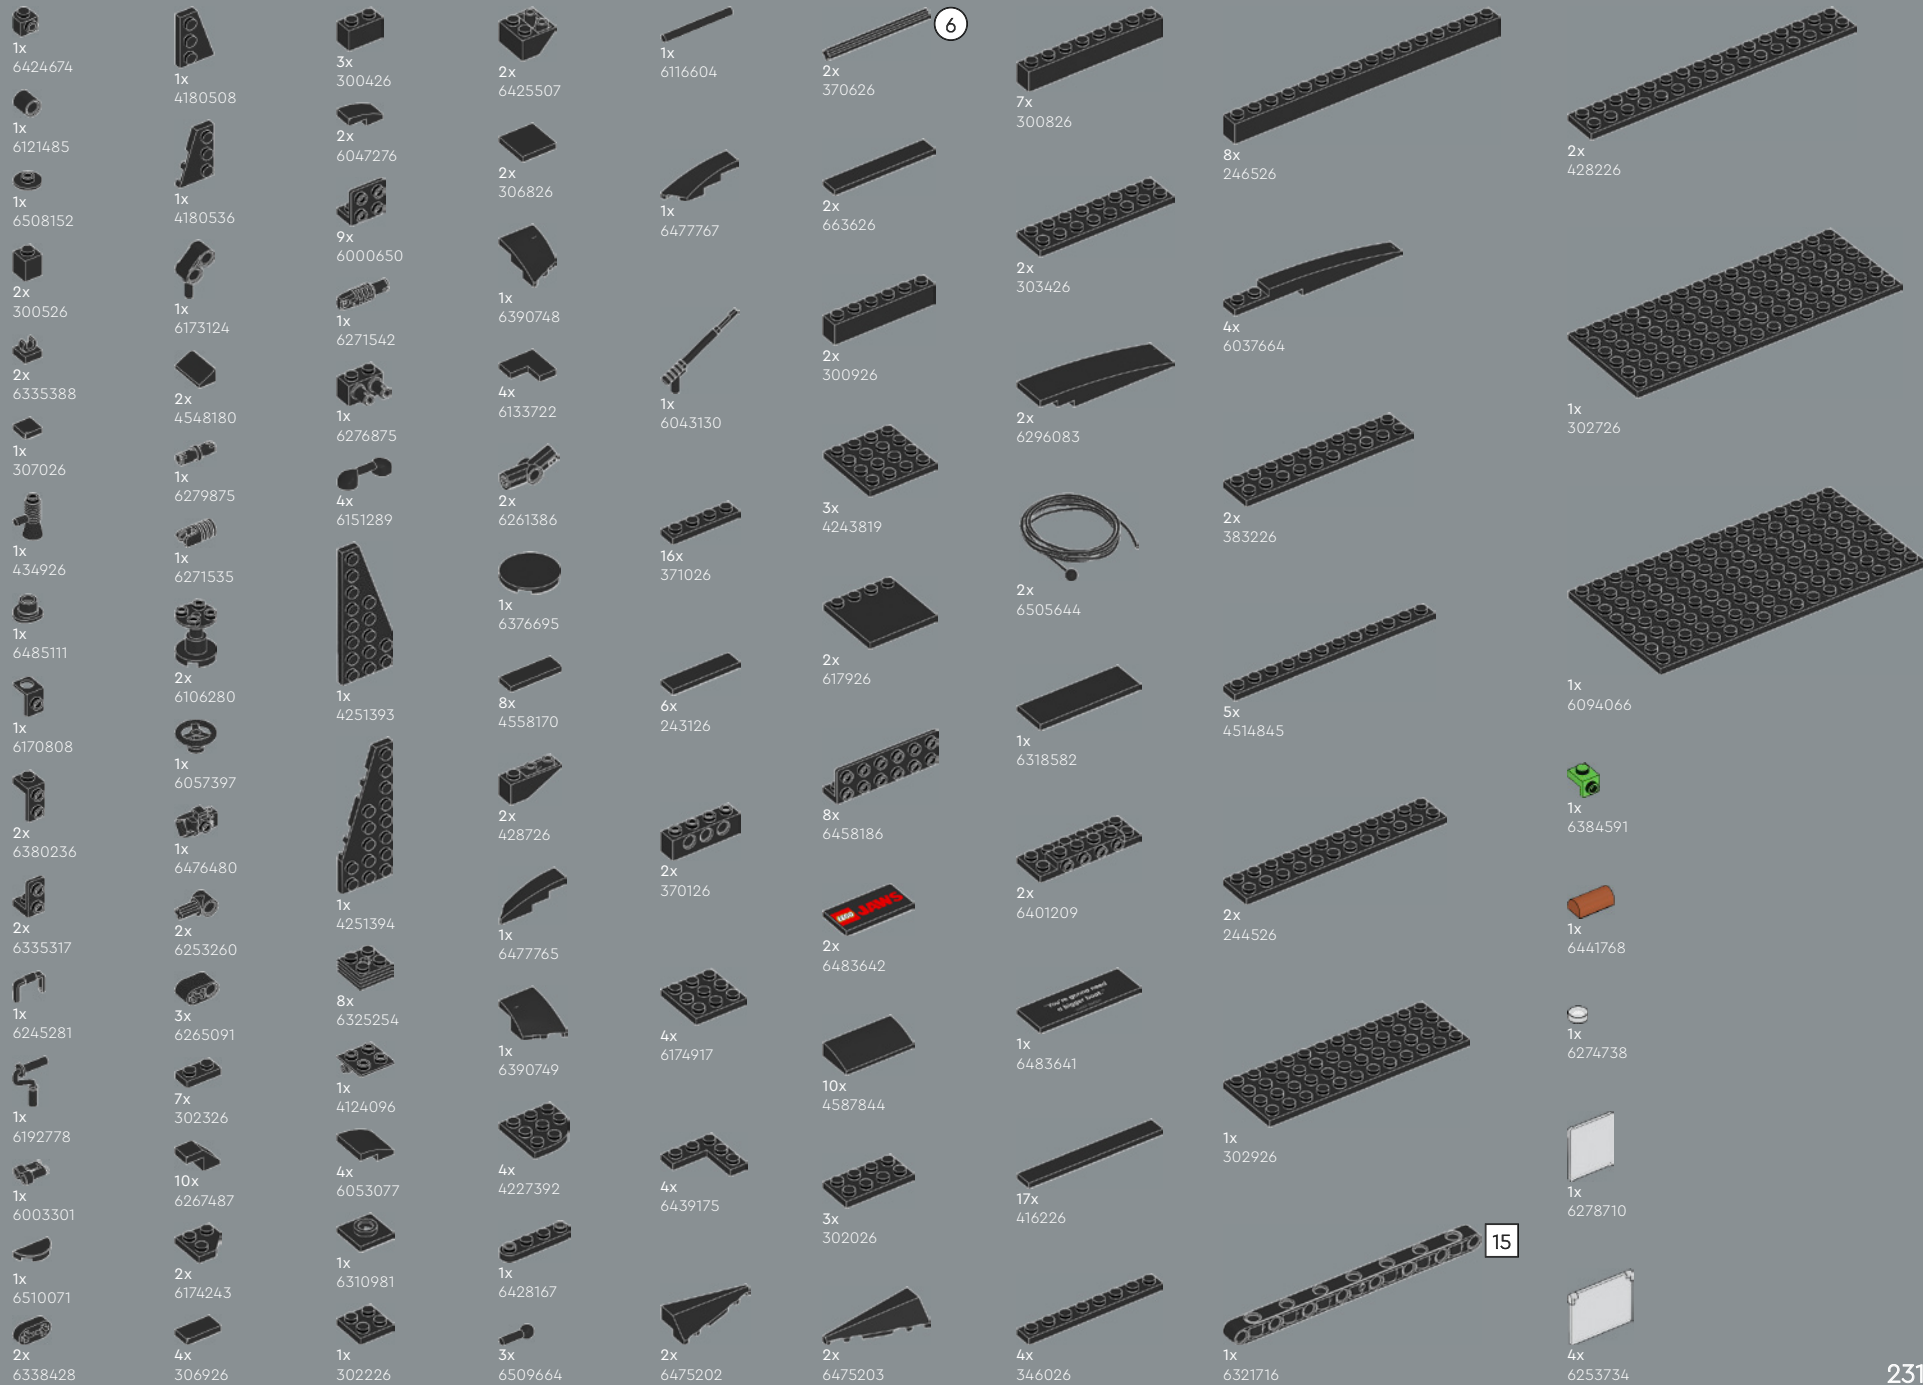 1x
6424674
1x
6121485
1x
6508152
2x
300526
2x
6335388
1x
307026
1x
434926
1x
6485111
1x
6170808
2x
6380236
2x
6335317
1x
6245281
1x
6192778
1x
6003301
1x
6510071
2x
6338428
1x
4180508
1x
4180536
1x
6173124
2x
4548180
1x
6279875
1x
6271535
2x
6106280
1x
6057397
1x
6476480
2x
6253260
3x
6265091
7x
302326
10x
6267487
2x
6174243
4x
306926
3x
300426
2x
6047276
9x
6000650
1x
6271542
1x
6276875
4x
6151289
1x
4251393
1x
4251394
8x
6325254
1x
4124096
4x
6053077
1x
6310981
1x
302226
2x
6425507
2x
306826
1x
6390748
4x
6133722
2x
6261386
1x
6376695
8x
4558170
2x
428726
1x
6477765
1x
6390749
4x
4227392
1x
6428167
3x
6509664
1x
6116604
1x
6477767
1x
6043130
16x
371026
6x
243126
2x
370126
4x
6174917
4x
6439175
2x
6475202
6
2x
370626
2x
663626
2x
300926
3x
4243819
2x
617926
8x
6458186
LEGO JAWS
2x
6483642
10x
4587844
3x
302026
2x
6475203
7x
300826
2x
303426
2x
6296083
2x
6505644
1x
6318582
2x
6401209
"You're gonna need
a bigger boat."
1x
6483641
17x
416226
4x
346026
8x
246526
4x
6037664
2x
383226
5x
4514845
2x
244526
1x
302926
15
1x
6321716
2x
428226
1x
302726
1x
6094066
1x
6384591
1x
6441768
1x
6274738
1x
6278710
4x
6253734
231